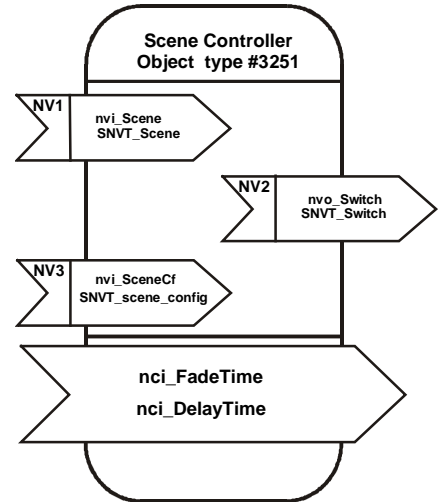 Scene Controller
Object type #3251
NV1
nvi_Scene
SNVT_Scene
NV2
nvo_Switch
SNVT_Switch
NV3
nvi_SceneCf
SNVT_scene_config
nci_FadeTime
nci_DelayTime